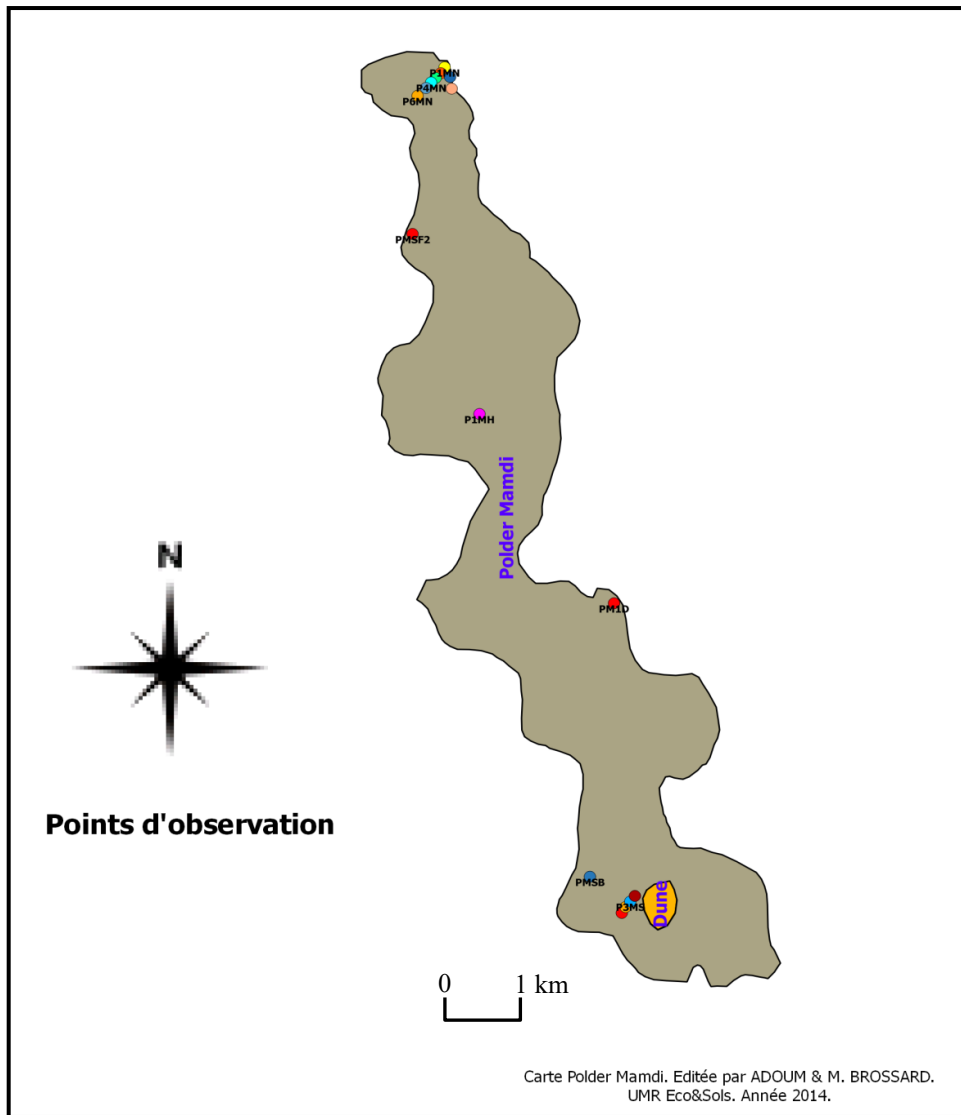 P1MN
P4MN
P6MN
PMSF2
P1MH
Polder Mamdi
N
PM1D
Points d'observation
PMSB
P3MS
Dune
0 1 km
Carte Polder Mamdi. Editée par ADOUM & M. BROSSARD.
UMR Eco&Sols. Année 2014.